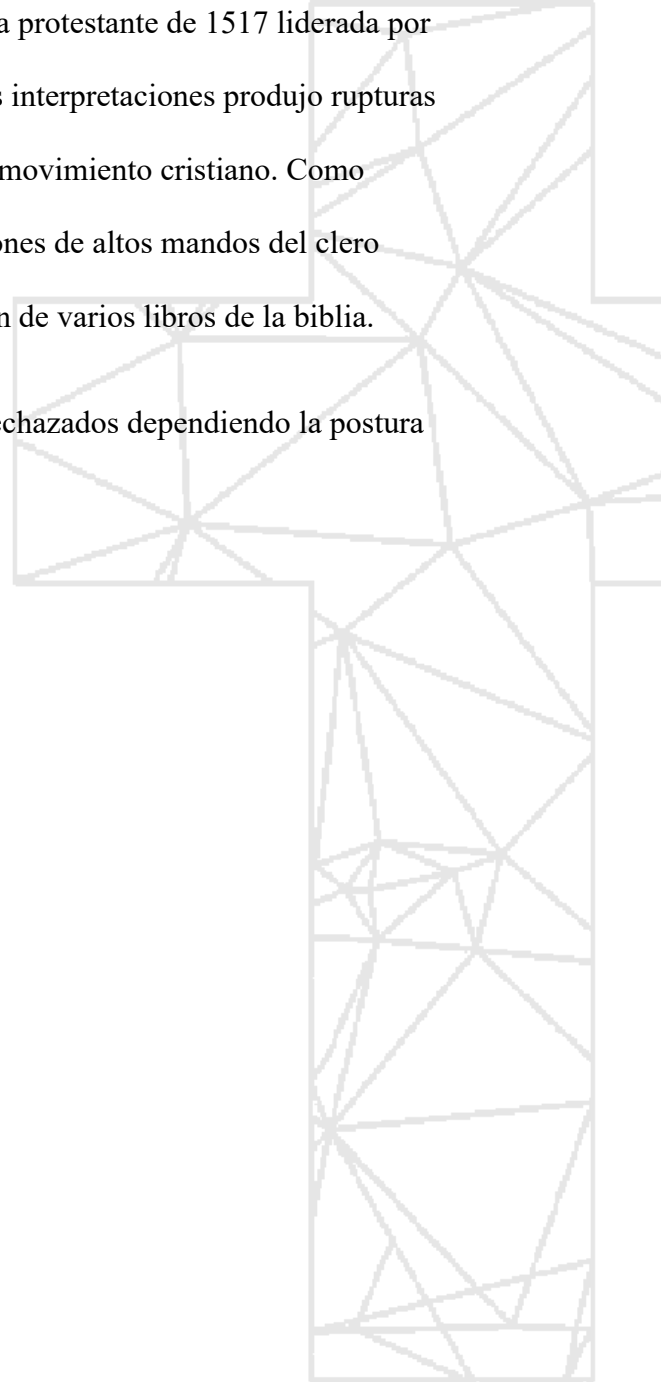 a protestante de 1517 liderada por
s interpretaciones produjo rupturas
movimiento cristiano. Como
ones de altos mandos del clero
n de varios libros de la biblia.
echazados dependiendo la postura